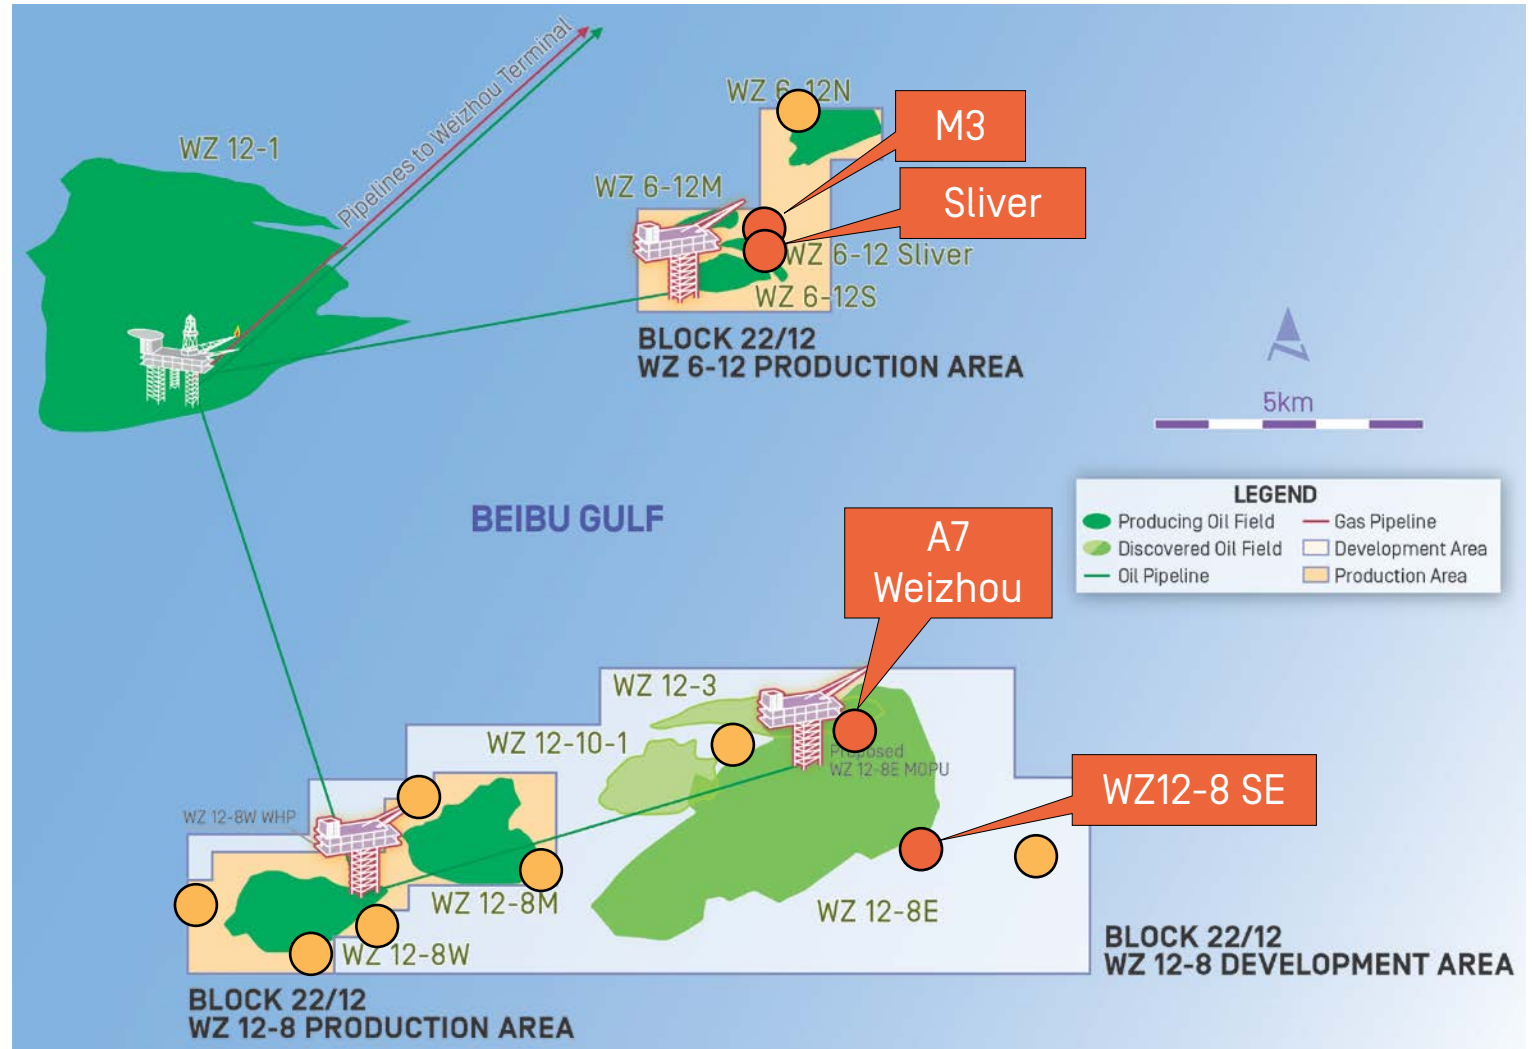 Pipelines to Weizhou Terminal
WZ 12-1
WZ 6-12N
M3
WZ 6-12M
Sliver
WZ 6-12 Sliver
WZ 6-12S
BLOCK 22/12
WZ 6-12 PRODUCTION AREA
5km
BEIBU GULF
LEGEND
Producing Oil Field
Gas Pipeline
Discovered Oil Field
Development Area
Oil Pipeline
Production Area
A7
Weizhou
WZ 12-3
WZ 12-10-1
Proposed
WZ 12-8E MOPU
WZ12-8 SE
WZ 12-8W WHP
WZ 12-8M
WZ 12-8E
WZ 12-8W
BLOCK 22/12
WZ 12-8 DEVELOPMENT AREA
BLOCK 22/12
WZ 12-8 PRODUCTION AREA